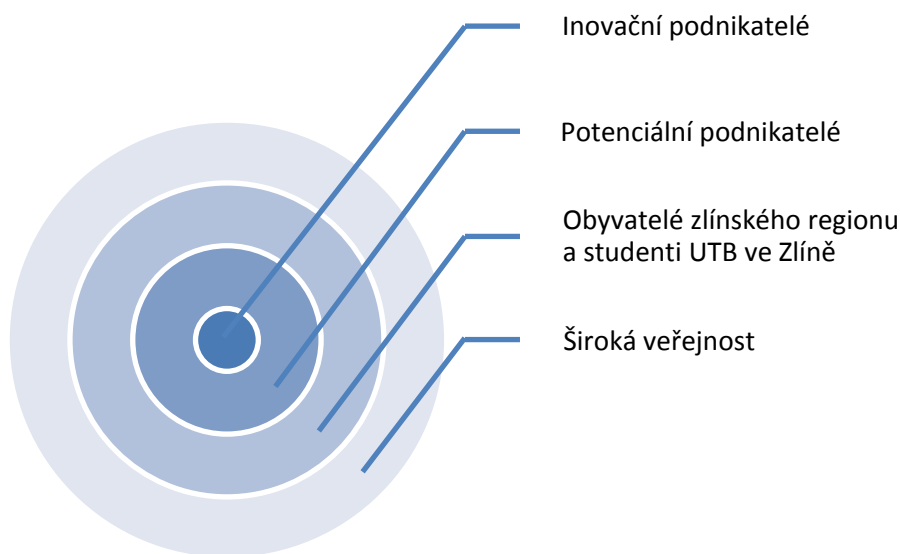 Inovační podnikatelé
Potenciální podnikatelé
Obyvatelé zlínského regionu
a studenti UTB ve Zlíně
Široká veřejnost